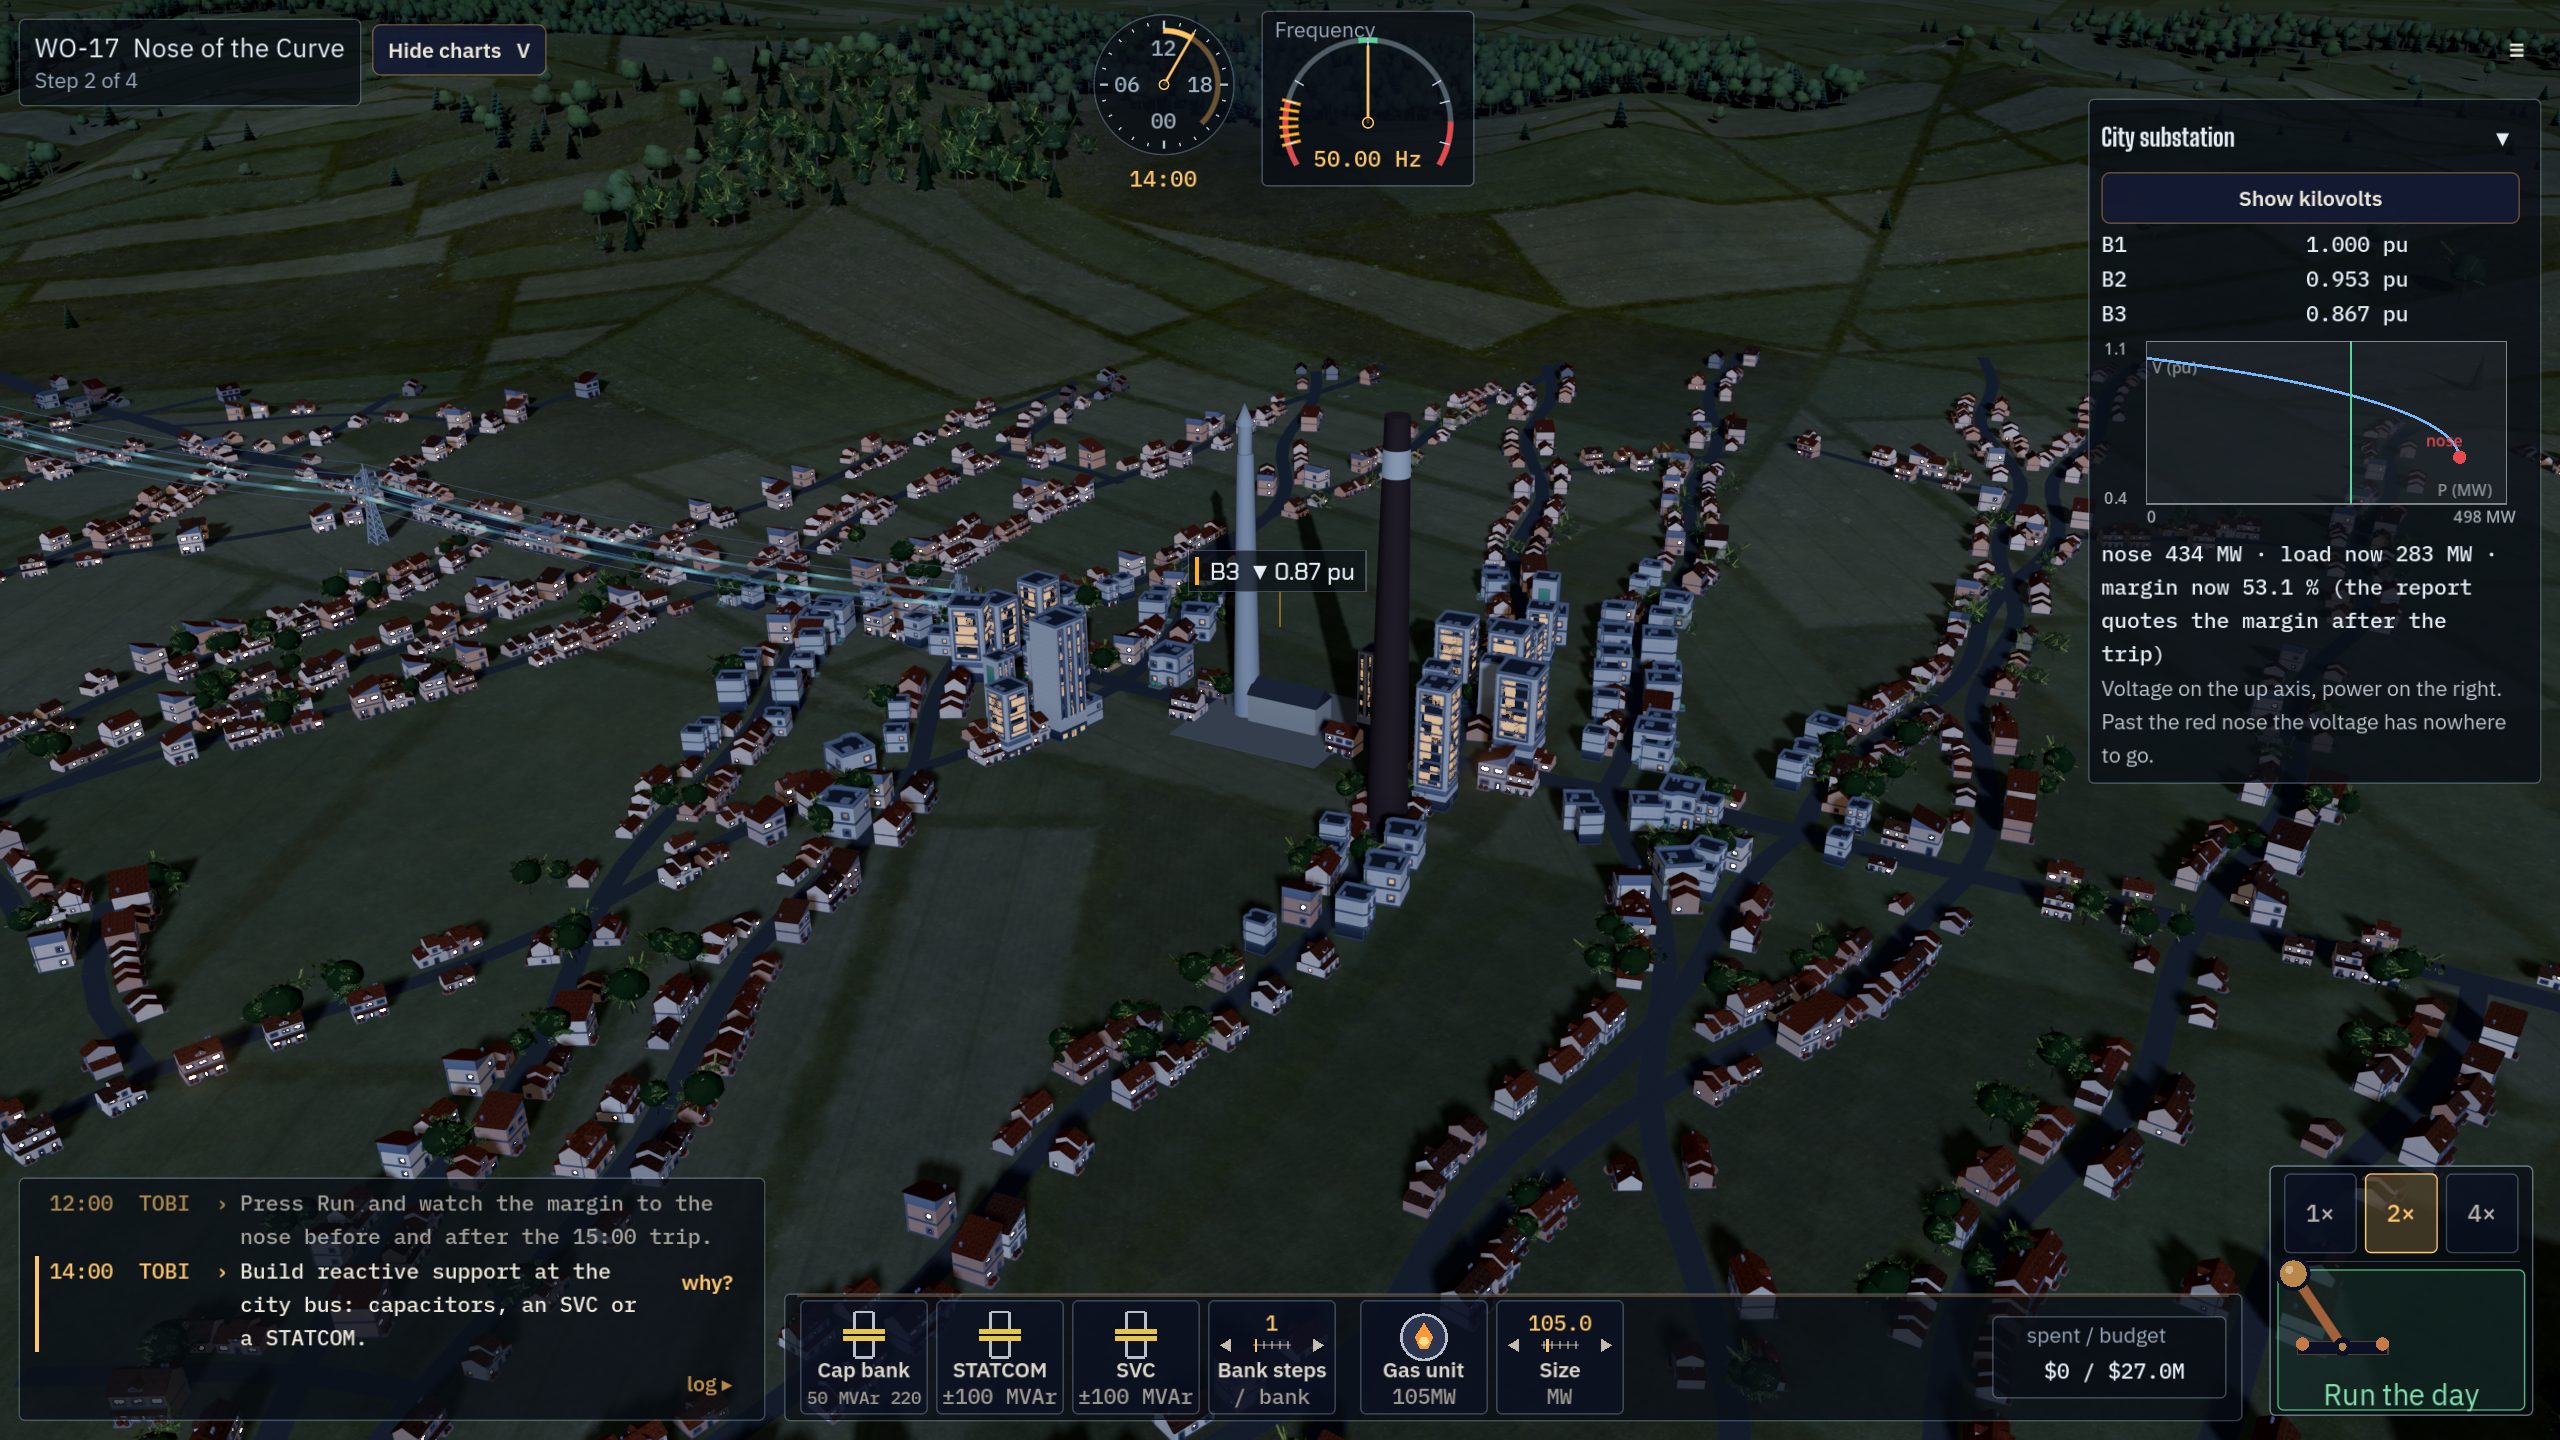 WO-17 Nose of the Curve
Step 2 of 4
Hide charts V
12
06
18
00
14:00
Frequency
50.00 Hz
≡
City substation ▼
Show kilovolts
B1 1.000 pu
B2 0.953 pu
B3 0.867 pu
1.1
V (pu)
nose
P (MW)
0.4
0
498 MW
nose 434 MW · load now 283 MW ·
margin now 53.1 % (the report
quotes the margin after the
trip)
Voltage on the up axis, power on the right.
Past the red nose the voltage has nowhere
to go.
B3 ▼ 0.87 pu
12:00 TOBI › Press Run and watch the margin to the
nose before and after the 15:00 trip.
14:00 TOBI › Build reactive support at the
city bus: capacitors, an SVC or
a STATCOM.
why?
log ▸
Cap bank
50 MVAr 220
STATCOM
±100 MVAr
SVC
±100 MVAr
1
◀ ▶
Bank steps
/ bank
Gas unit
105MW
105.0
◀ ▶
Size
MW
spent / budget
$0 / $27.0M
1×
2×
4×
Run the day